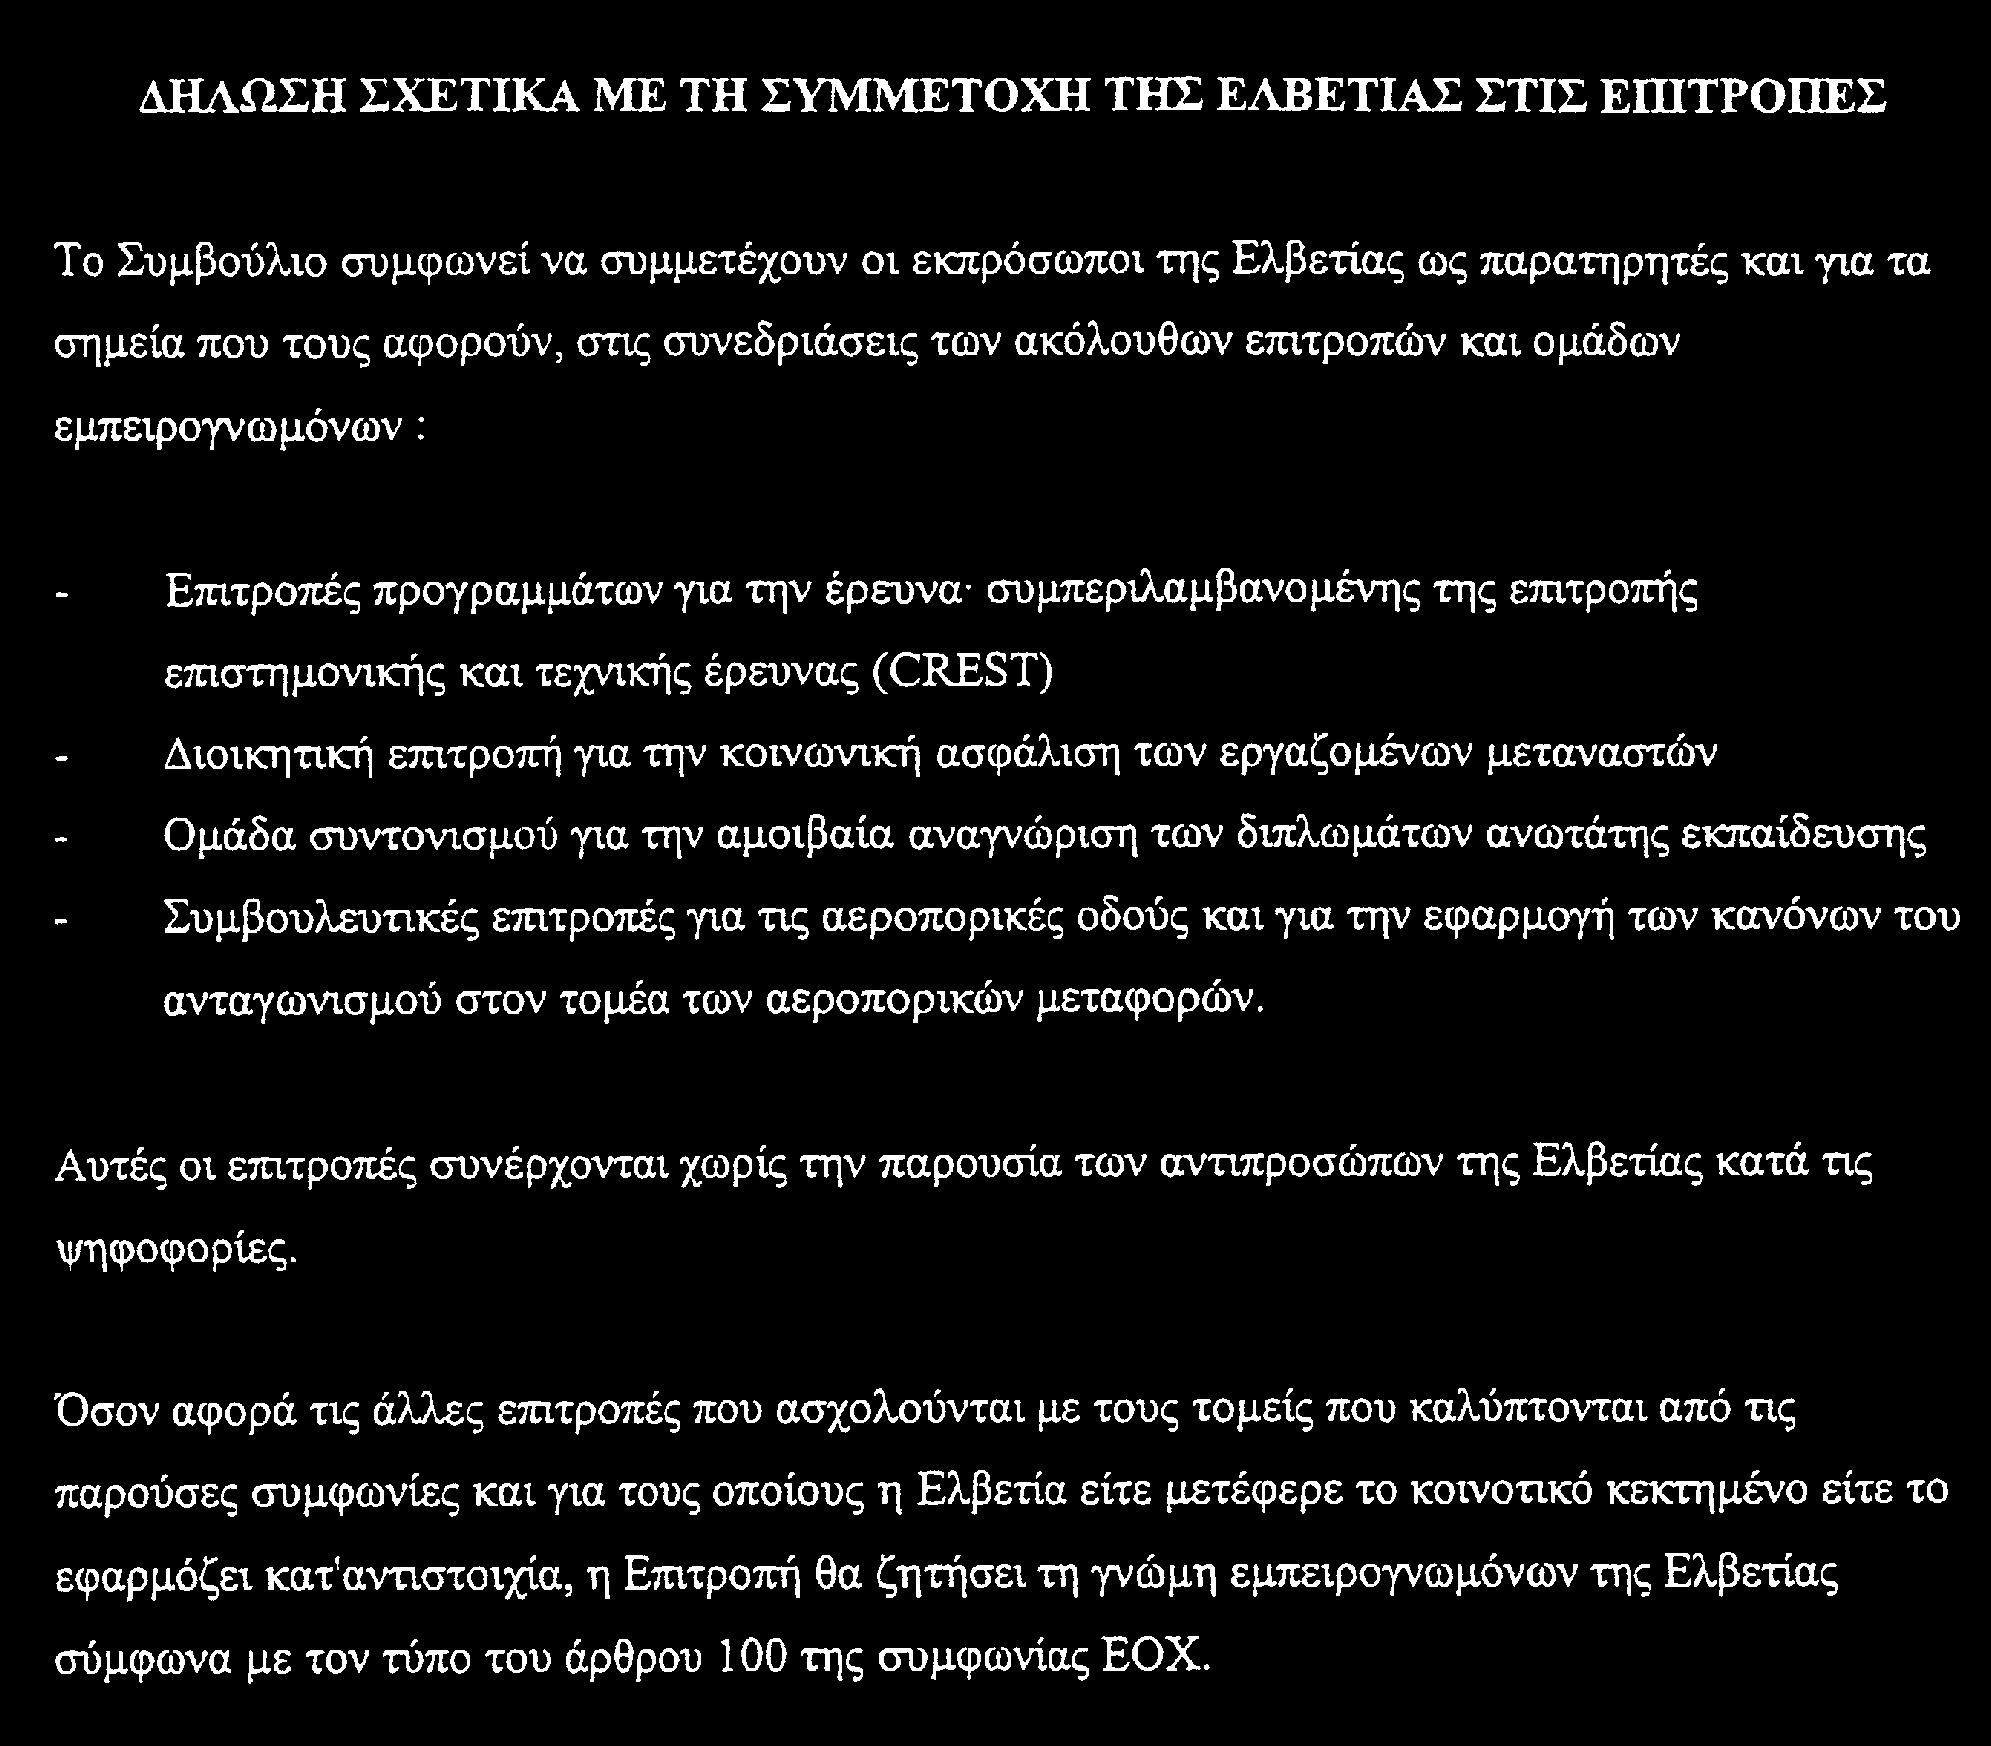 ΔΗΛΩΣΗ ΣΧΕΤΙΚΑ ΜΕ ΤΗ ΣΥΜΜΕΤΟΧΗ ΤΗΣ ΕΛΒΕΤΙΑΣ ΣΤΙΣ ΕΠΙΤΡΟΠΕΣ
Το Συμβούλιο συμφωνεί να συμμετέχουν οι εκπρόσωποι της Ελβετίας ως παρατηρητές και για τα
σημεία που τους αφορούν, στις συνεδριάσεις των ακόλουθων επιτροπών και ομάδων
εμπειρογνωμόνων :
- Επιτροπές προγραμμάτων για την έρευνα· συμπεριλαμβανομένης της επιτροπής
επιστημονικής και τεχνικής έρευνας (CREST)
- Διοικητική επιτροπή για την κοινωνική ασφάλιση των εργαζομένων μεταναστών
- Ομάδα συντονισμού για την αμοιβαία αναγνώριση των διπλωμάτων ανωτάτης εκπαίδευσης
- Συμβουλευτικές επιτροπές για τις αεροπορικές οδούς και για την εφαρμογή των κανόνων του
ανταγωνισμού στον τομέα των αεροπορικών μεταφορών.
Αυτές οι επιτροπές συνέρχονται χωρίς την παρουσία των αντιπροσώπων της Ελβετίας κατά τις
ψηφοφορίες.
Όσον αφορά τις άλλες επιτροπές που ασχολούνται με τους τομείς που καλύπτονται από τις
παρούσες συμφωνίες και για τους οποίους η Ελβετία είτε μετέφερε το κοινοτικό κεκτημένο είτε το
εφαρμόζει κατ'αντιστοιχία, η Επιτροπή θα ζητήσει τη γνώμη εμπειρογνωμόνων της Ελβετίας
σύμφωνα με τον τύπο του άρθρου 100 της συμφωνίας ΕΟΧ.